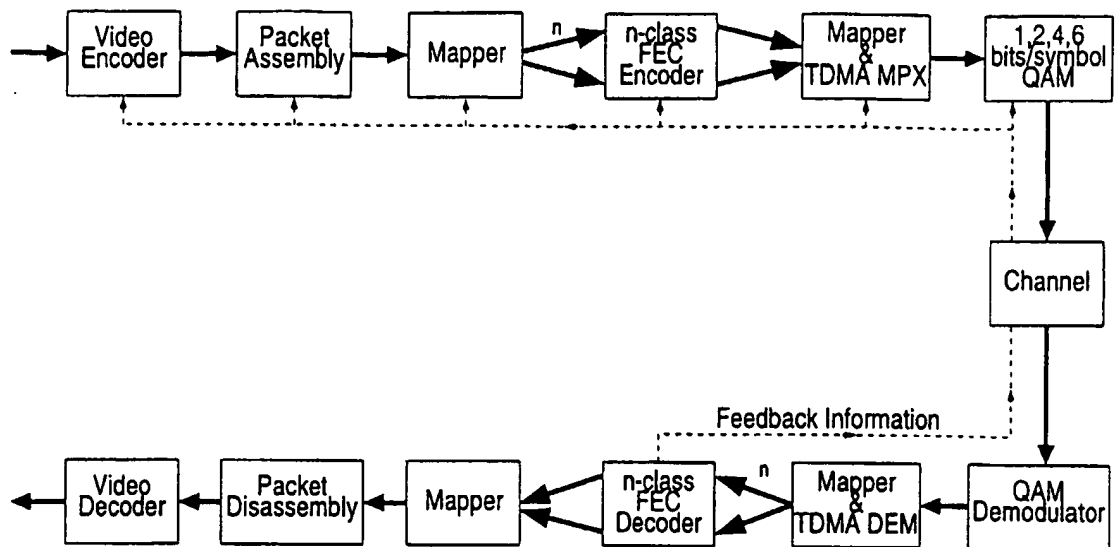 Video
Encoder
Packet
Assembly
Mapper
n
n-class
FEC
Encoder
Mapper
&
TDMA MPX
1,2,4,6
bits/symbol
QAM
Channel
Feedback Information
Video
Decoder
Packet
Disassembly
Mapper
n-class
FEC
Decoder
n
Mapper
&
TDMA DEM
QAM
Demodulator